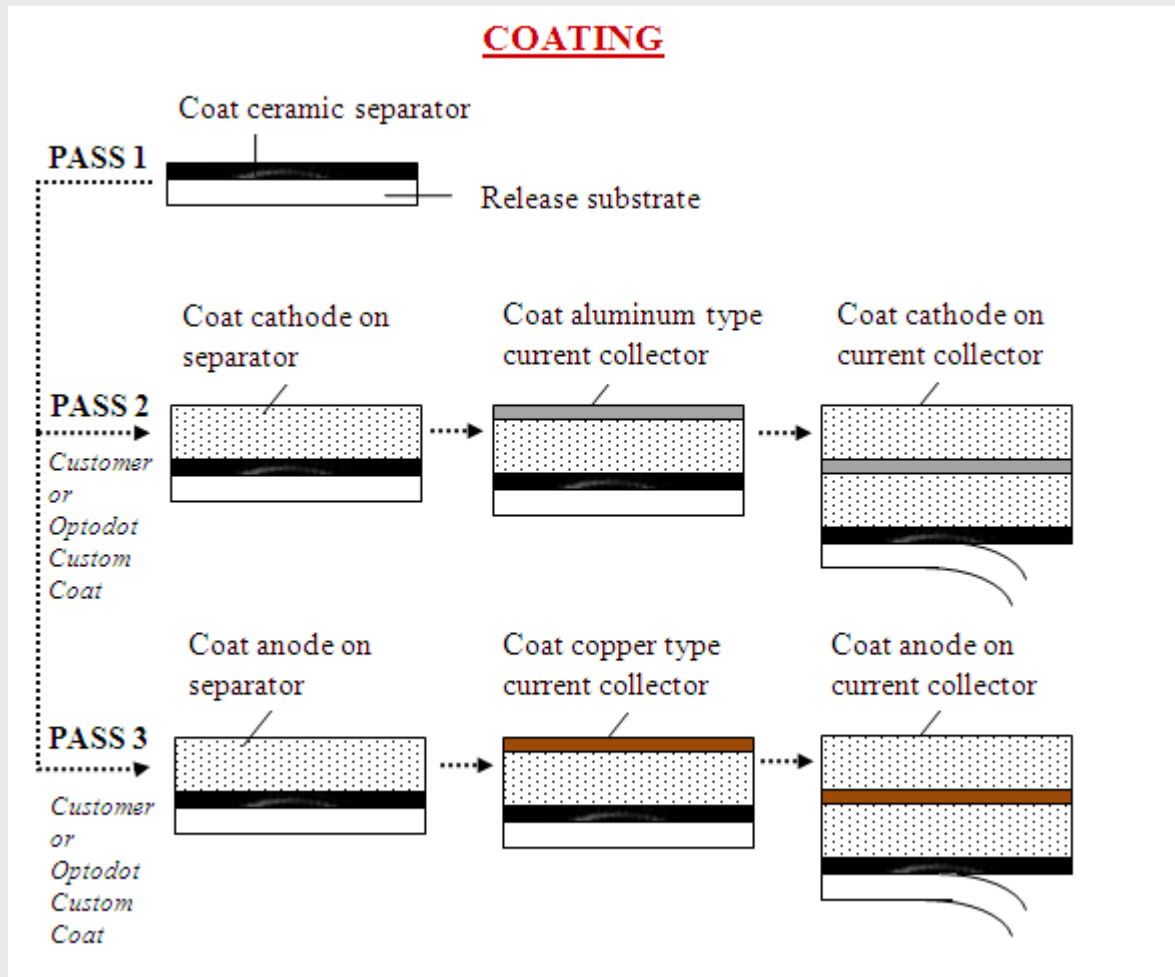 COATING
Coat ceramic separator
PASS 1
Release substrate
Coat cathode on
separator
Coat aluminum type
current collector
Coat cathode on
current collector
PASS 2
Customer
or
Optodot
Custom
Coat
Coat anode on
separator
Coat copper type
current collector
Coat anode on
current collector
PASS 3
Customer
or
Optodot
Custom
Coat